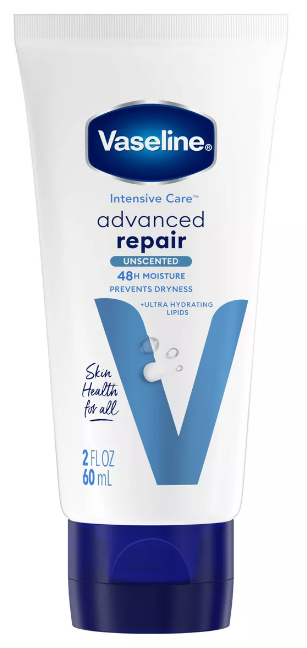 Vaseline®
Intensive Care™
advanced
repair
UNSCENTED
48H MOISTURE
PREVENTS DRYNESS
+ULTRA HYDRATING
LIPIDS
Skin
Health
for all
2 FL OZ
60 mL